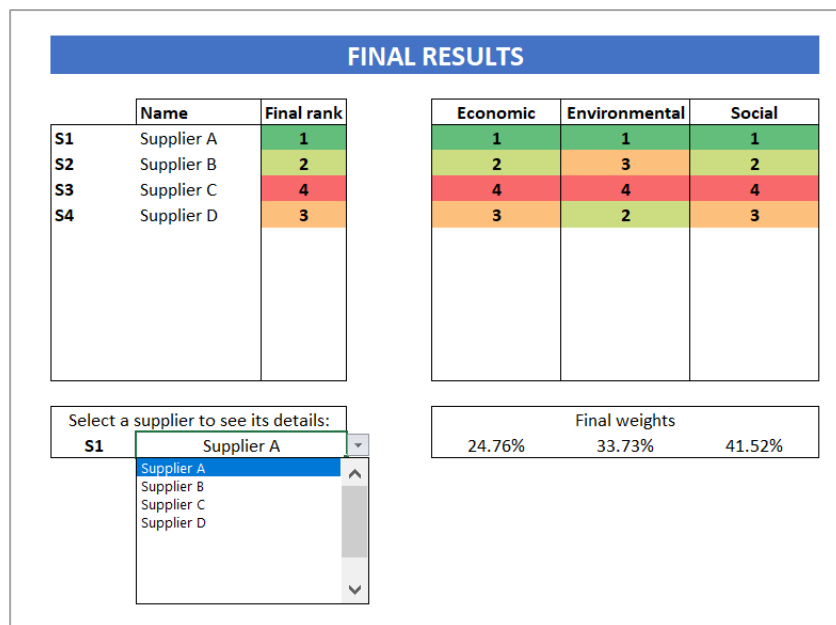 FINAL RESULTS
Name Final rank Economic Environmental Social
S1 Supplier A 1 1 1 1
S2 Supplier B 2 2 3 2
S3 Supplier C 4 4 4 4
S4 Supplier D 3 3 2 3
Select a supplier to see its details: Final weights
S1 Supplier A 24.76% 33.73% 41.52%
Supplier A
Supplier B
Supplier C
Supplier D